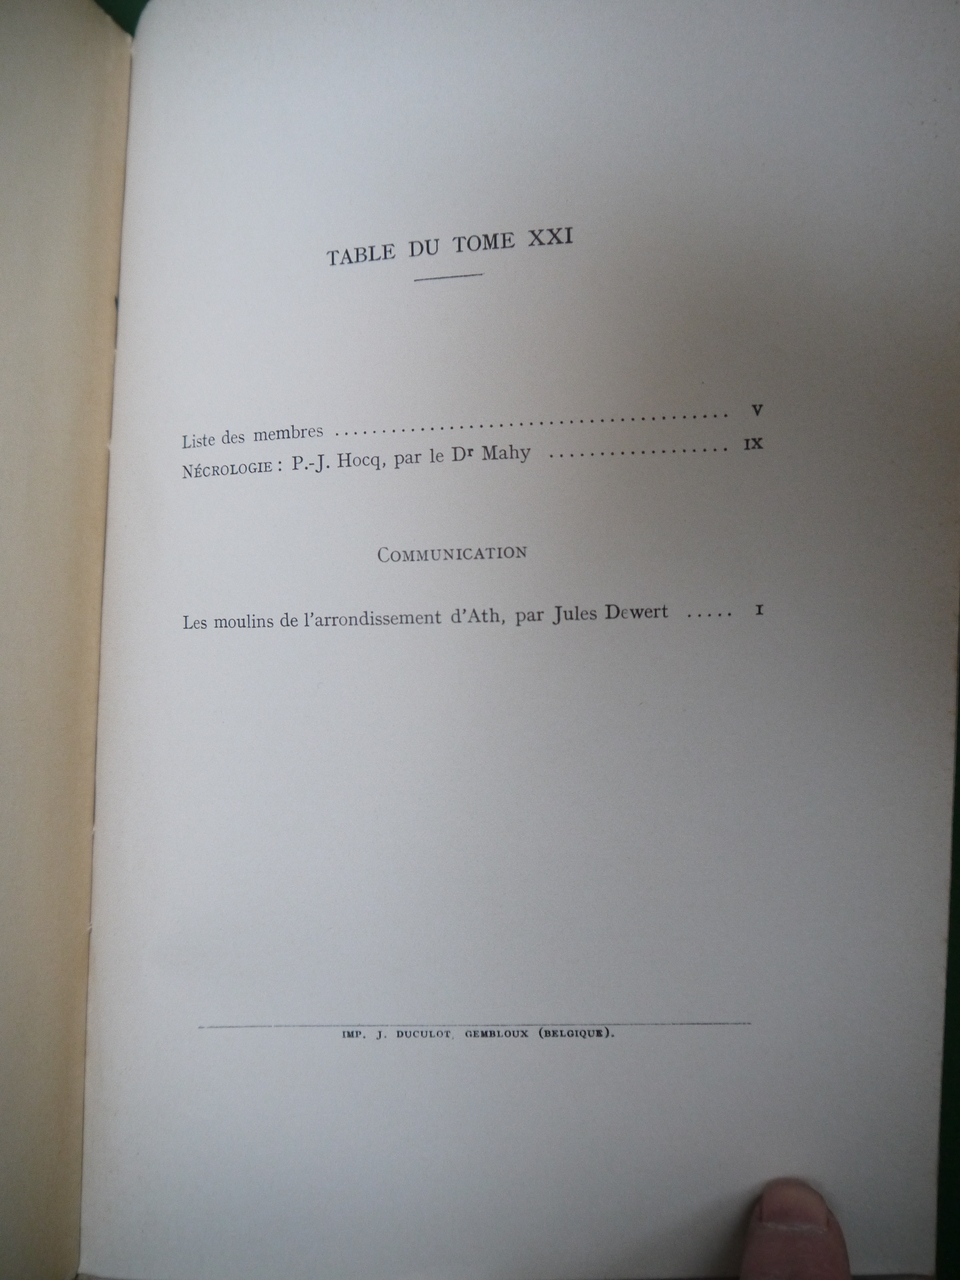 TABLE DU TOME XXI
Liste des membres ........................................ V
NÉCROLOGIE : P.-J. Hocq, par le Dr Mahy .................. IX
COMMUNICATION
Les moulins de l'arrondissement d'Ath, par Jules Dewert ..... I
IMP. J. DUCULOT, GEMBLOUX (BELGIQUE).